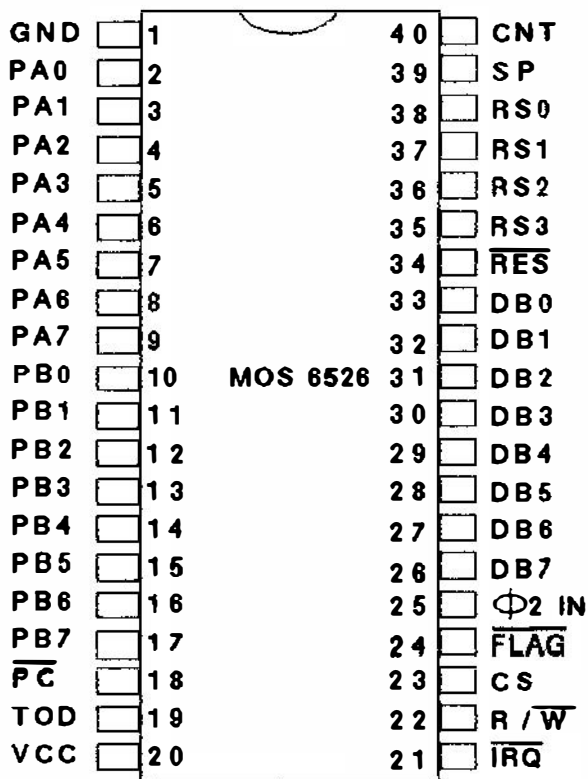 GND 1 40 CNT
PA0 2 39 SP
PA1 3 38 RS0
PA2 4 37 RS1
PA3 5 36 RS2
PA4 6 35 RS3
PA5 7 34 R̅E̅S̅
PA6 8 33 DB0
PA7 9 32 DB1
PB0 10 MOS 6526 31 DB2
PB1 11 30 DB3
PB2 12 29 DB4
PB3 13 28 DB5
PB4 14 27 DB6
PB5 15 26 DB7
PB6 16 25 Φ2 IN
PB7 17 24 F̅L̅A̅G̅
P̅C̅ 18 23 CS
TOD 19 22 R/W̅
VCC 20 21 I̅R̅Q̅